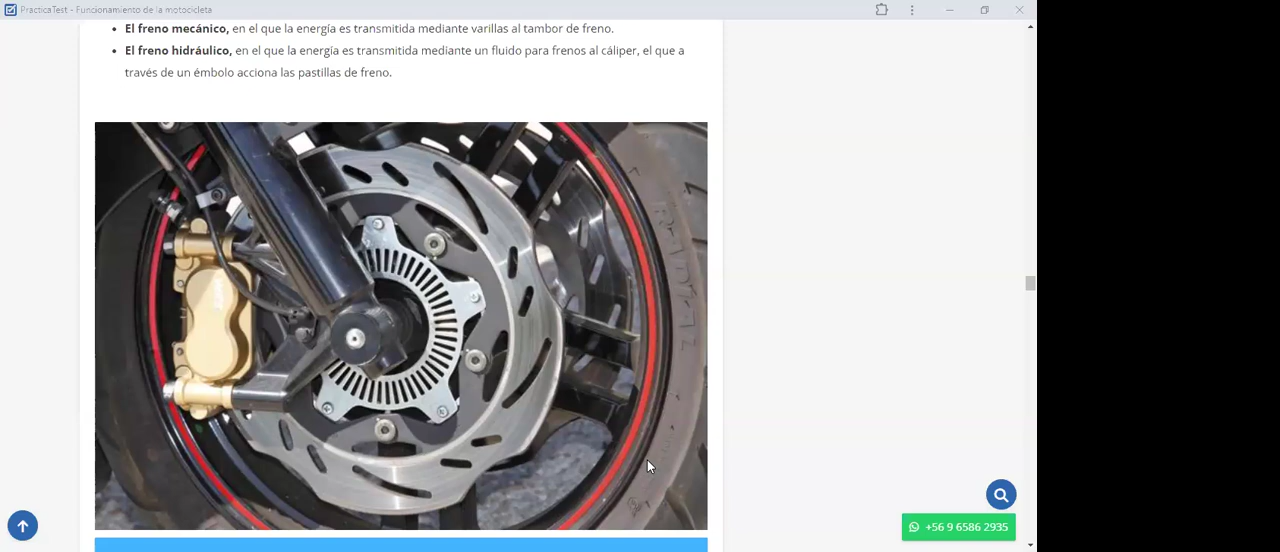 PracticaTest - Funcionamiento de la motocicleta
El freno mecánico, en el que la energía es transmitida mediante varillas al tambor de freno.
El freno hidráulico, en el que la energía es transmitida mediante un fluido para frenos al cáliper, el que a
través de un émbolo acciona las pastillas de freno.
+56 9 6586 2935